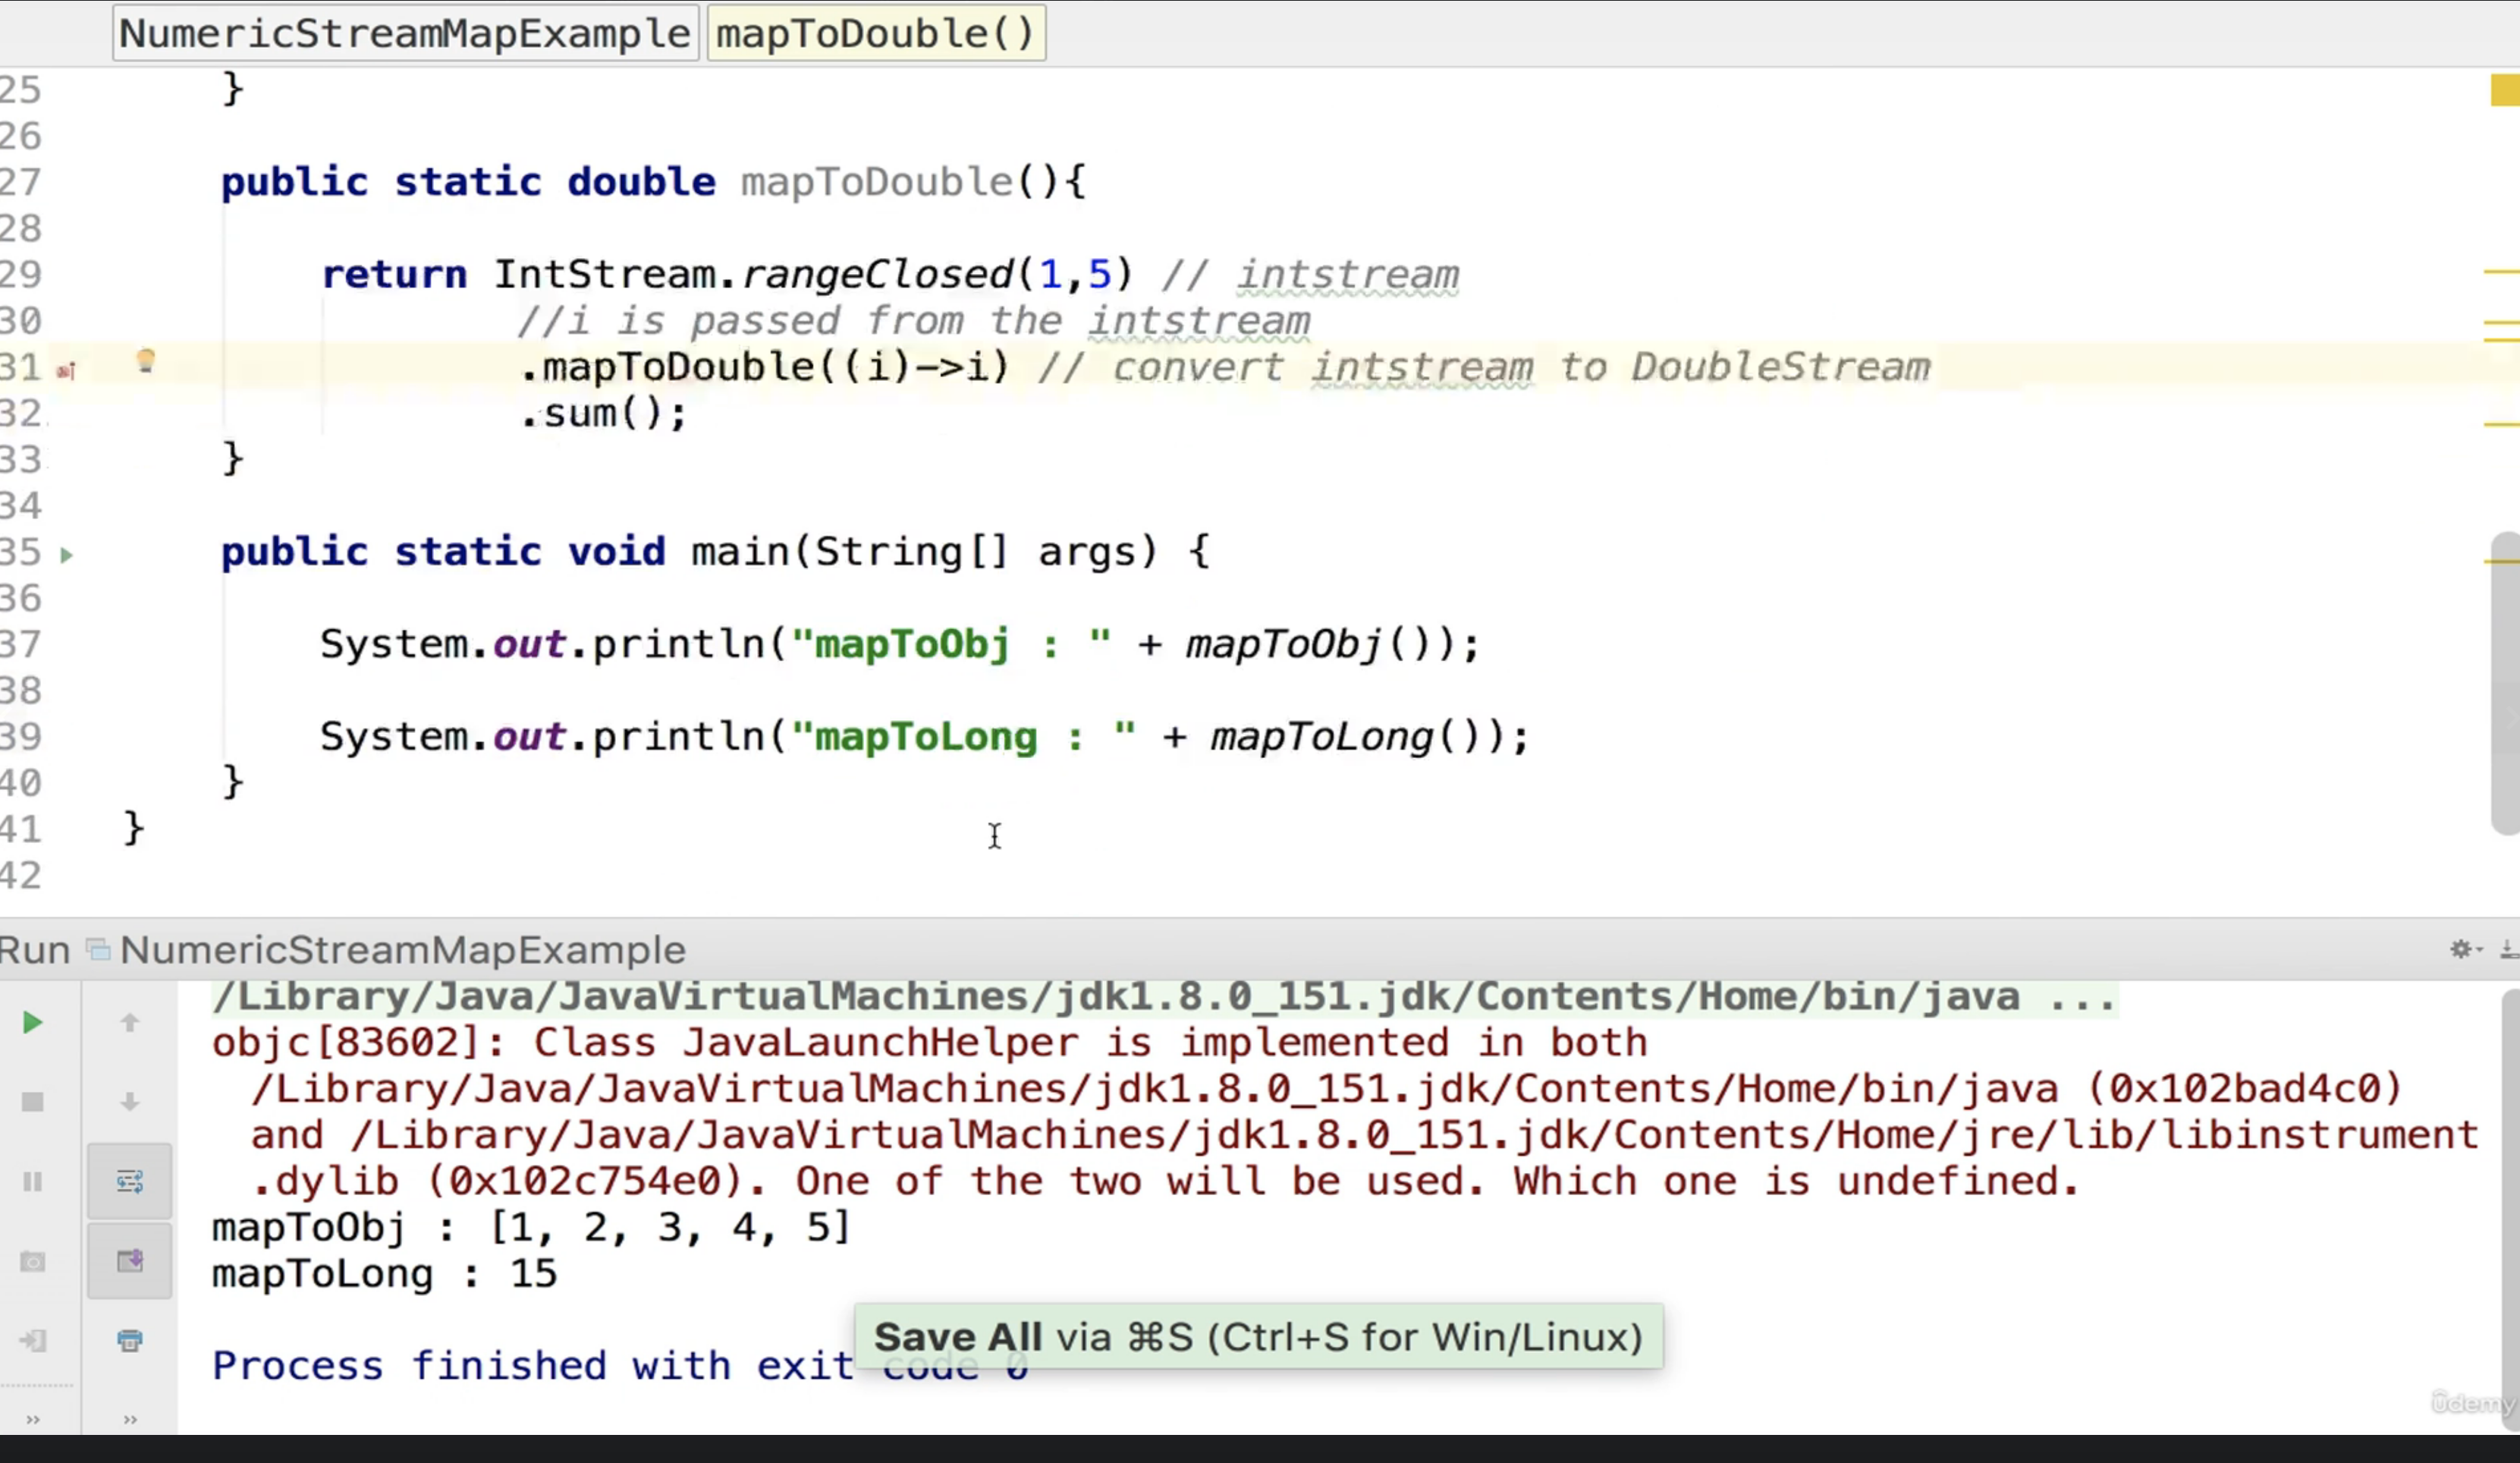 NumericStreamMapExample mapToDouble()
25 }
26
27 public static double mapToDouble(){
28
29 return IntStream.rangeClosed(1,5) // intstream
30 //i is passed from the intstream
31 .mapToDouble((i)->i) // convert intstream to DoubleStream
32 .sum();
33 }
34
35 public static void main(String[] args) {
36
37 System.out.println("mapToObj : " + mapToObj());
38
39 System.out.println("mapToLong : " + mapToLong());
40 }
41 }
42
Run NumericStreamMapExample
/Library/Java/JavaVirtualMachines/jdk1.8.0_151.jdk/Contents/Home/bin/java ...
objc[83602]: Class JavaLaunchHelper is implemented in both
/Library/Java/JavaVirtualMachines/jdk1.8.0_151.jdk/Contents/Home/bin/java (0x102bad4c0)
and /Library/Java/JavaVirtualMachines/jdk1.8.0_151.jdk/Contents/Home/jre/lib/libinstrument
.dylib (0x102c754e0). One of the two will be used. Which one is undefined.
mapToObj : [1, 2, 3, 4, 5]
mapToLong : 15
Save All via ⌘S (Ctrl+S for Win/Linux)
Process finished with exit code 0
ûdemy